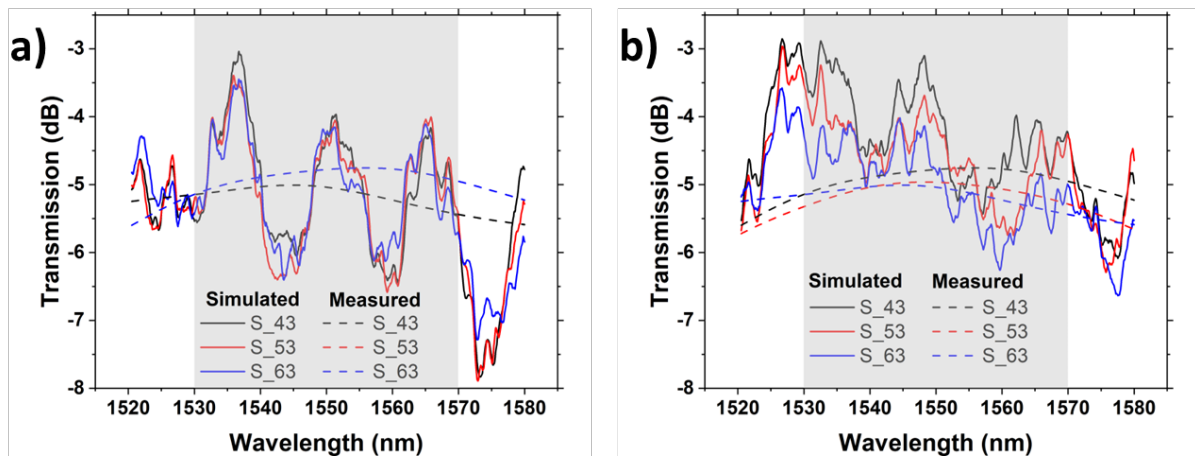 a)
Transmission (dB)
-3
-4
-5
-6
-7
-8
Simulated Measured
S_43 S_43
S_53 S_53
S_63 S_63
1520 1530 1540 1550 1560 1570 1580
Wavelength (nm)
b)
Transmission (dB)
-3
-4
-5
-6
-7
-8
Simulated Measured
S_43 S_43
S_53 S_53
S_63 S_63
1520 1530 1540 1550 1560 1570 1580
Wavelength (nm)